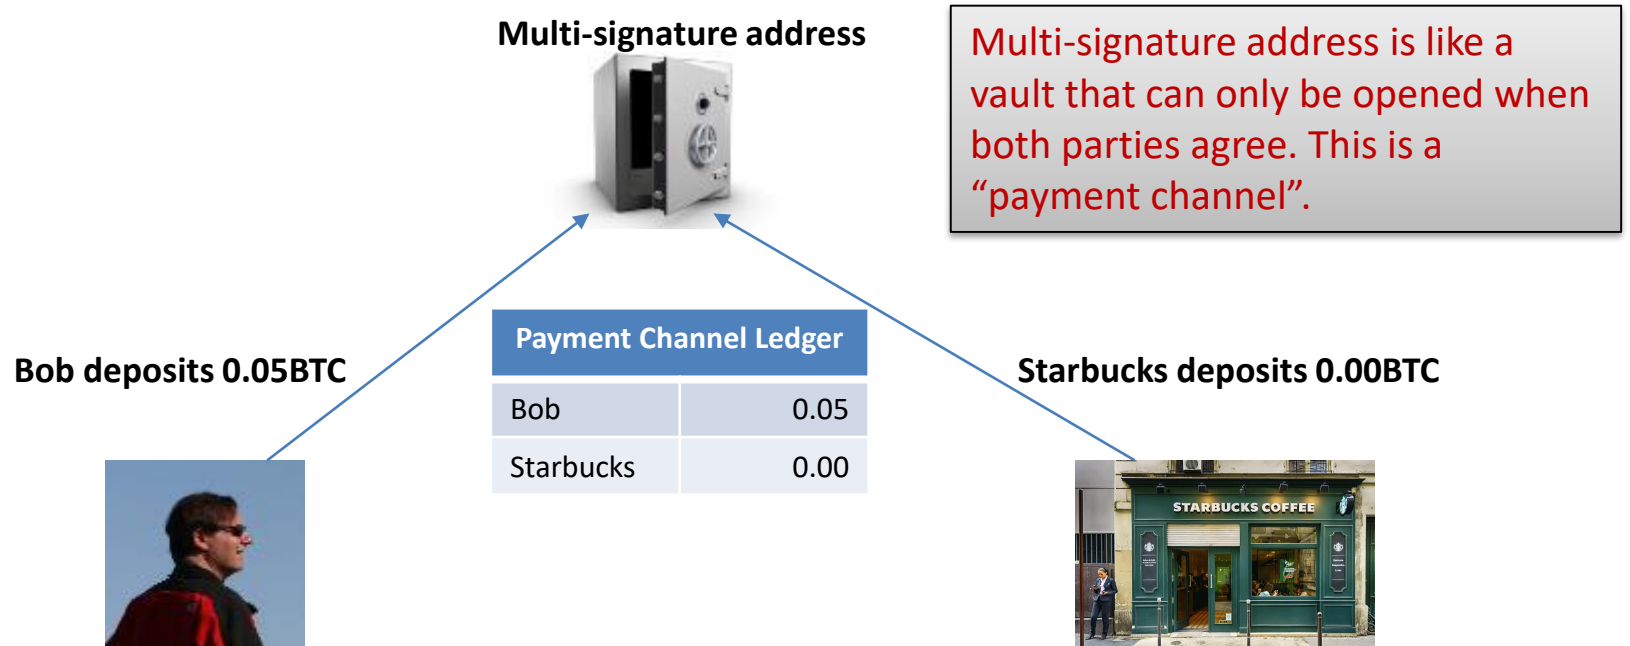 Multi-signature address
Multi-signature address is like a
vault that can only be opened when
both parties agree. This is a
“payment channel”.
Payment Channel Ledger
Bob 0.05
Starbucks 0.00
Bob deposits 0.05BTC
Starbucks deposits 0.00BTC
STARBUCKS COFFEE